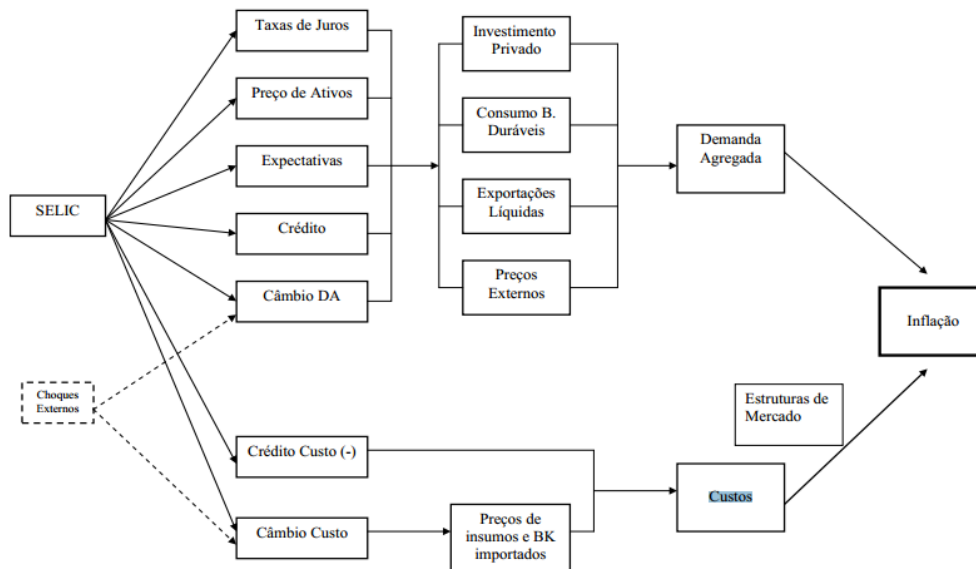 Taxas de Juros
Preço de Ativos
Expectativas
SELIC
Crédito
Câmbio DA
Investimento
Privado
Consumo B.
Duráveis
Exportações
Líquidas
Preços
Externos
Demanda
Agregada
Inflação
Choques
Externos
Estruturas de
Mercado
Crédito Custo (-)
Câmbio Custo
Preços de
insumos e BK
importados
Custos